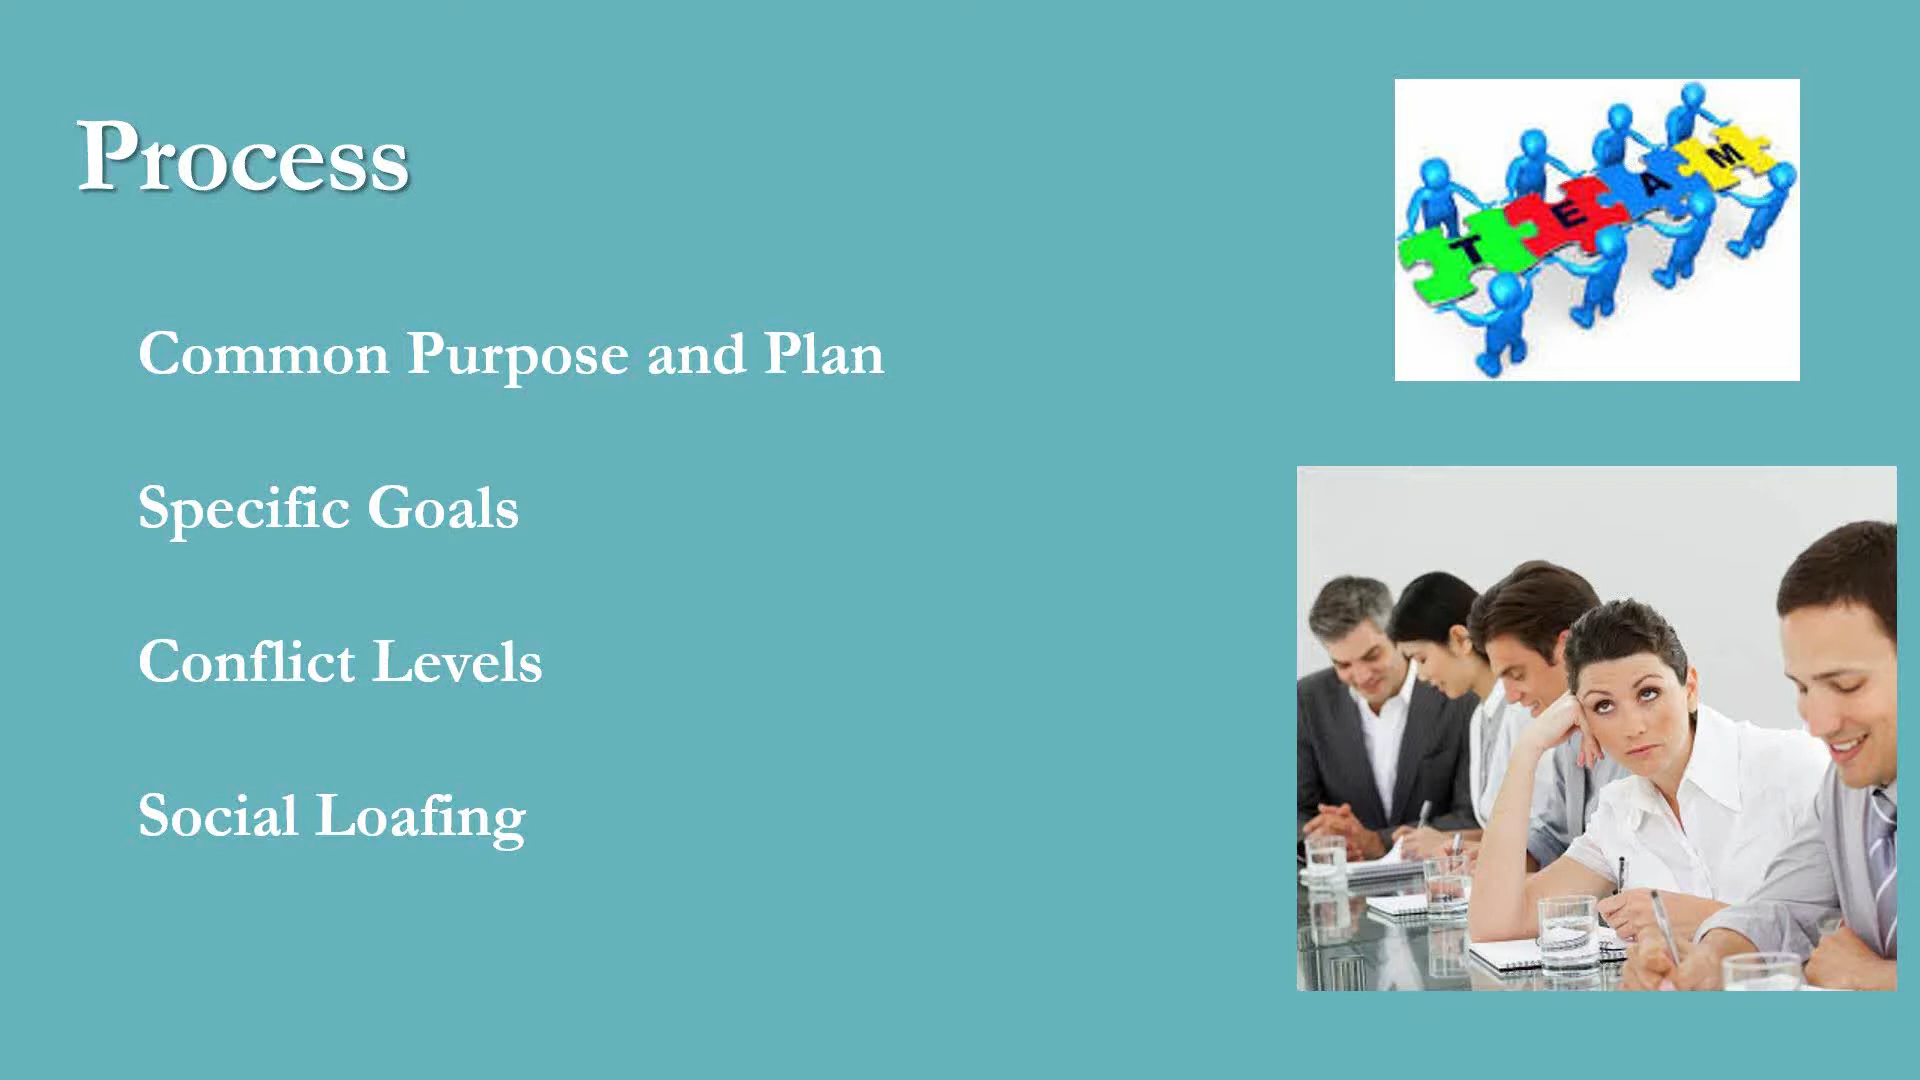 Process
Common Purpose and Plan
Specific Goals
Conflict Levels
Social Loafing
T E A M